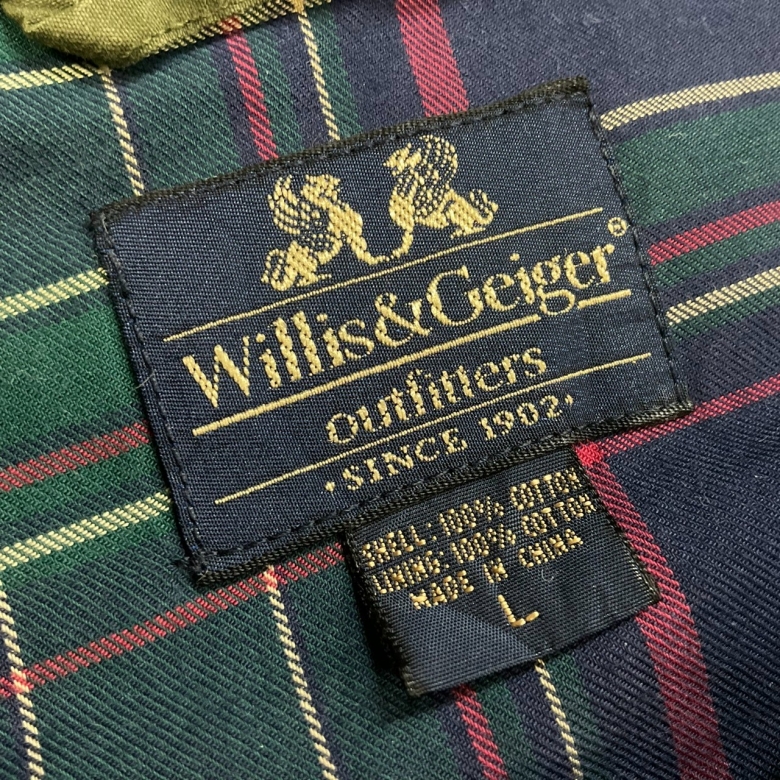 Willis&Geiger®
outfitters
·SINCE 1902·
SHELL: 100% COTTON
LINING: 100% COTTON
MADE IN CHINA
L